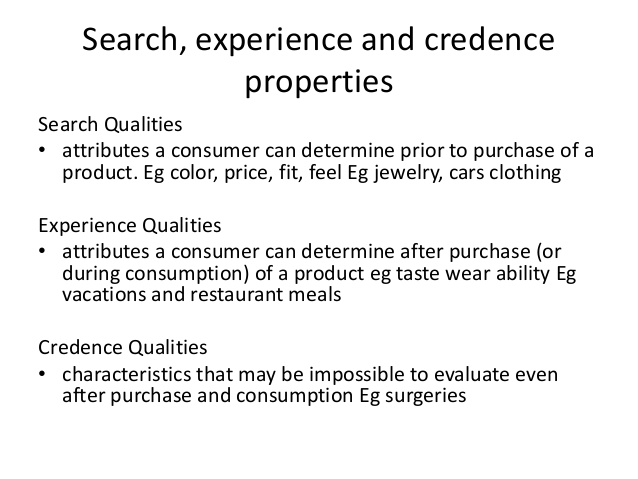 Search, experience and credence
properties
Search Qualities
• attributes a consumer can determine prior to purchase of a
product. Eg color, price, fit, feel Eg jewelry, cars clothing
Experience Qualities
• attributes a consumer can determine after purchase (or
during consumption) of a product eg taste wear ability Eg
vacations and restaurant meals
Credence Qualities
• characteristics that may be impossible to evaluate even
after purchase and consumption Eg surgeries